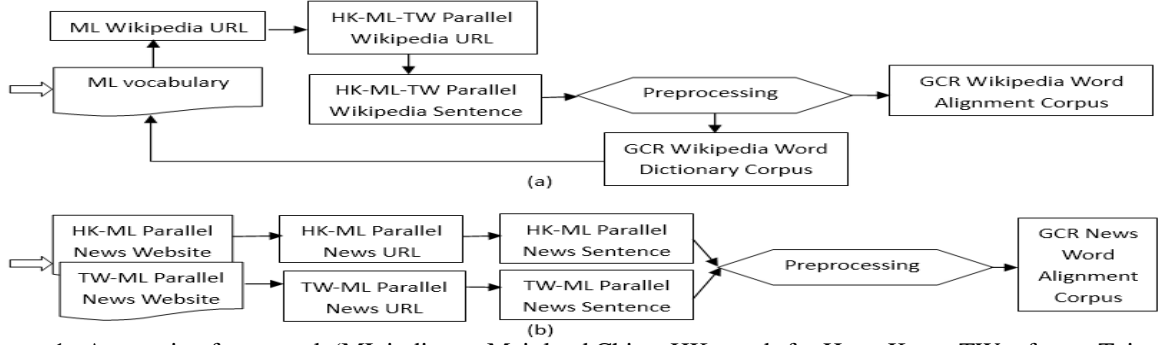 ML Wikipedia URL
HK-ML-TW Parallel
Wikipedia URL
ML vocabulary
HK-ML-TW Parallel
Wikipedia Sentence
Preprocessing
GCR Wikipedia Word
Alignment Corpus
GCR Wikipedia Word
Dictionary Corpus
(a)
HK-ML Parallel
News Website
HK-ML Parallel
News URL
HK-ML Parallel
News Sentence
TW-ML Parallel
News Website
TW-ML Parallel
News URL
TW-ML Parallel
News Sentence
Preprocessing
GCR News
Word
Alignment
Corpus
(b)